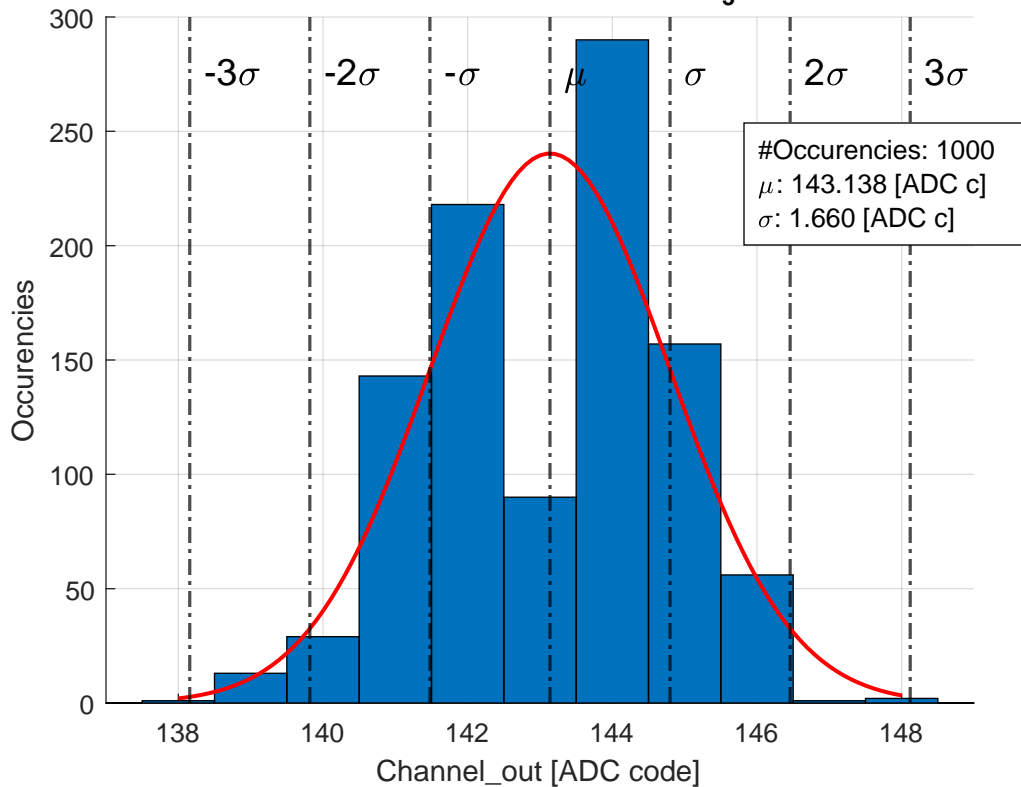 300
250
200
150
100
50
0
Occurencies
-3σ
-2σ
-σ
μ
σ
2σ
3σ
#Occurencies: 1000
μ: 143.138 [ADC c]
σ: 1.660 [ADC c]
138
140
142
144
146
148
Channel_out [ADC code]